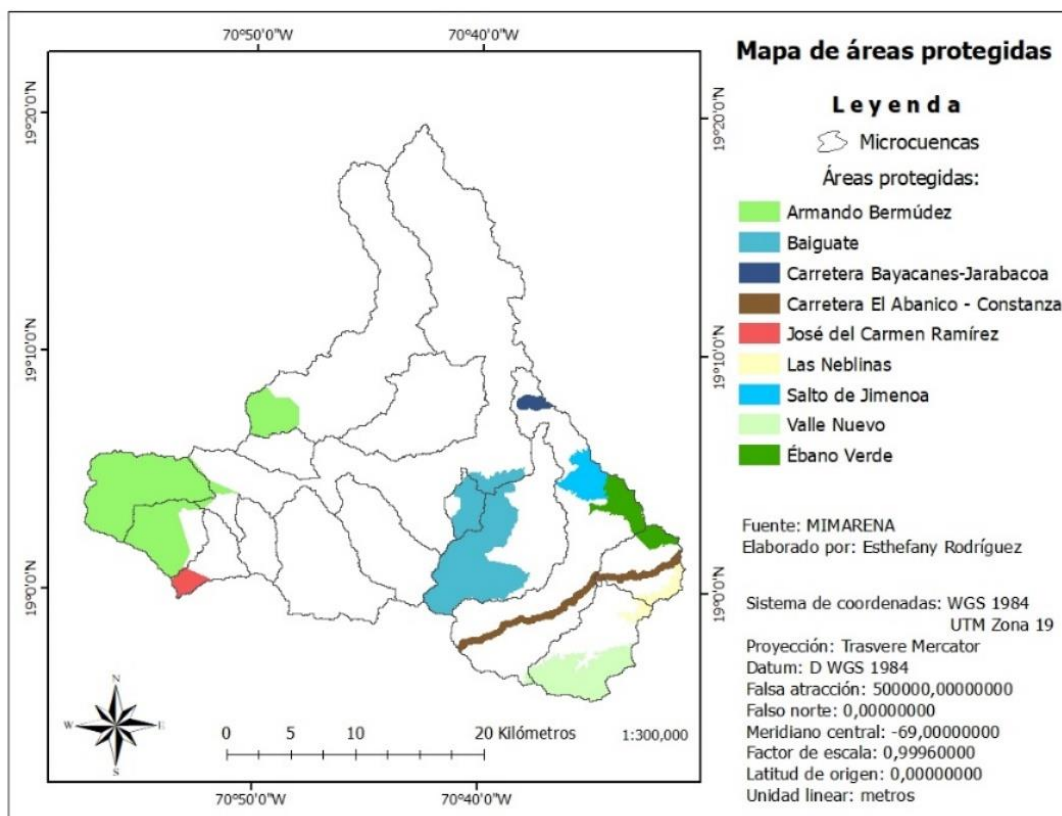 Mapa de áreas protegidas
Leyenda
Microcuencas
Áreas protegidas:
Armando Bermúdez
Baiguate
Carretera Bayacanes-Jarabacoa
Carretera El Abanico - Constanza
José del Carmen Ramírez
Las Neblinas
Salto de Jimenoa
Valle Nuevo
Ébano Verde
Fuente: MIMARENA
Elaborado por: Esthefany Rodríguez
Sistema de coordenadas: WGS 1984
UTM Zona 19
Proyección: Trasvere Mercator
Datum: D WGS 1984
Falsa atracción: 500000,00000000
Falso norte: 0,00000000
Meridiano central: -69,00000000
Factor de escala: 0,99960000
Latitud de origen: 0,00000000
Unidad linear: metros
70°50'0"W 70°40'0"W
19°20'0"N 19°20'0"N
19°10'0"N 19°10'0"N
19°0'0"N 19°0'0"N
N
W E
S
0 5 10 20 Kilómetros
1:300,000
70°50'0"W 70°40'0"W